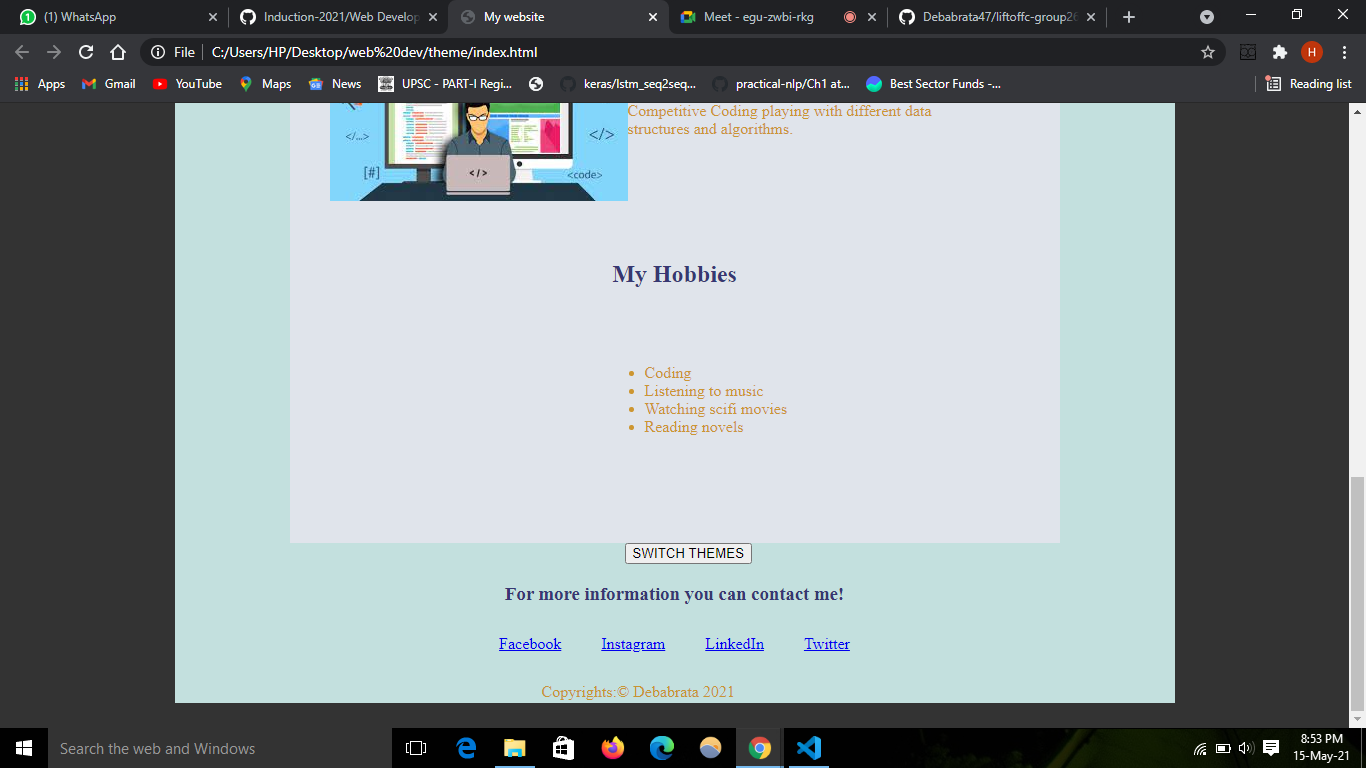 (1) WhatsApp
Induction-2021/Web Develop
My website
Meet - egu-zwbi-rkg
Debabrata47/liftoffc-group26
File
C:/Users/HP/Desktop/web%20dev/theme/index.html
H
Apps
Gmail
YouTube
Maps
News
UPSC - PART-I Regi...
keras/lstm_seq2seq...
practical-nlp/Ch1 at...
Best Sector Funds -...
Reading list
Competitive Coding playing with different data
structures and algorithms.
</...>
</>
[#]
</>
<code>
My Hobbies
Coding
Listening to music
Watching scifi movies
Reading novels
SWITCH THEMES
For more information you can contact me!
Facebook Instagram LinkedIn Twitter
Copyrights:© Debabrata 2021
Search the web and Windows
8:53 PM
15-May-21